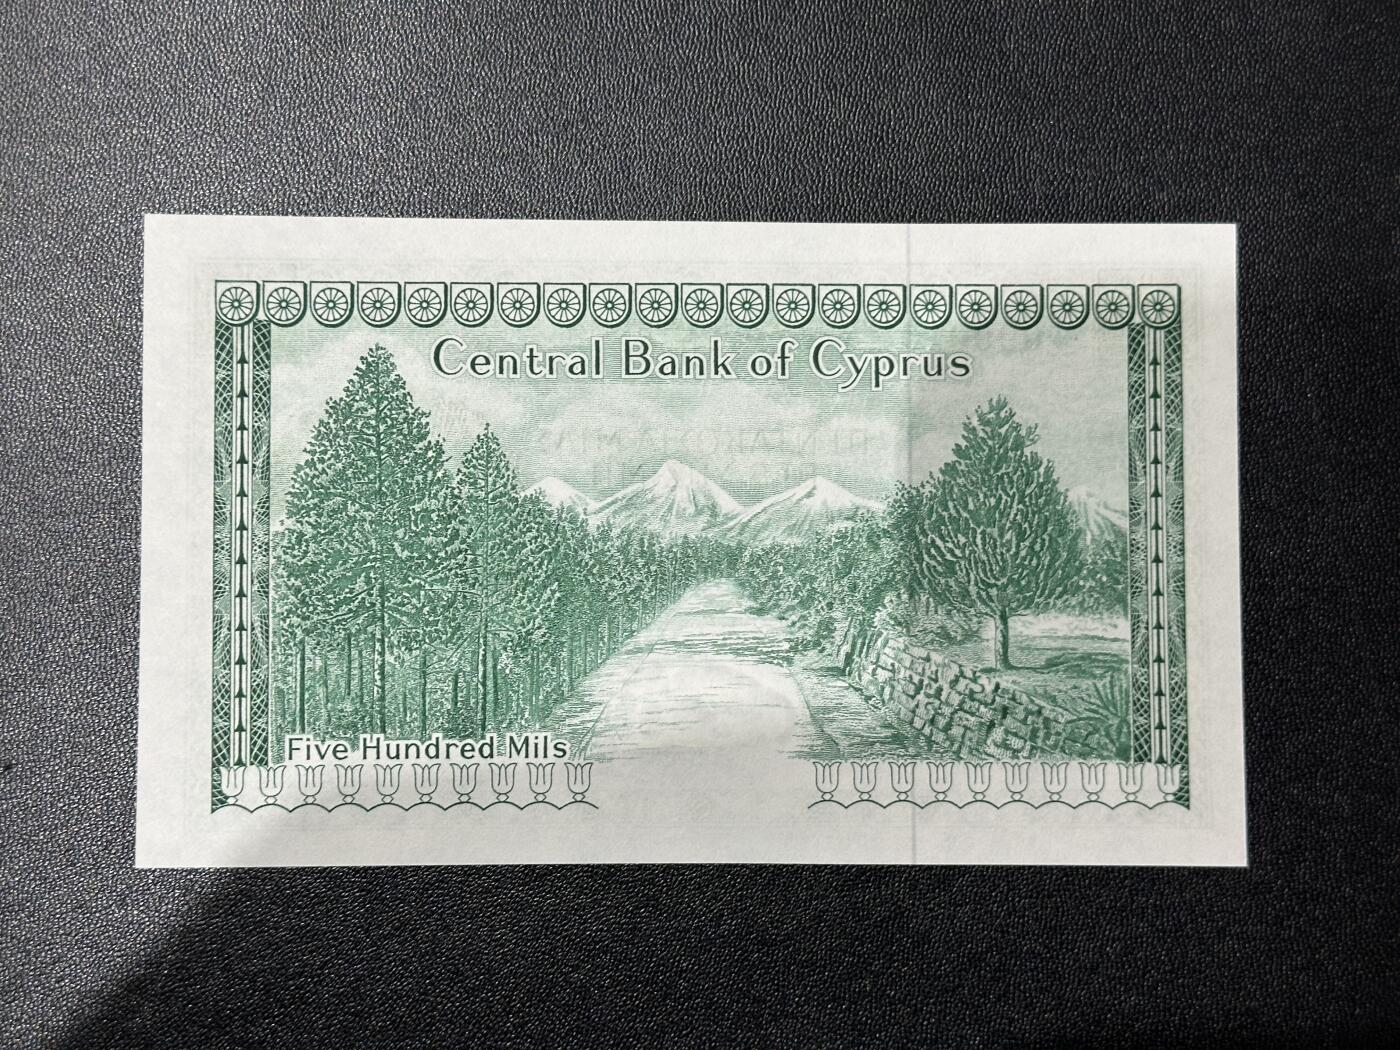 Central Bank of Cyprus
Five Hundred Mils